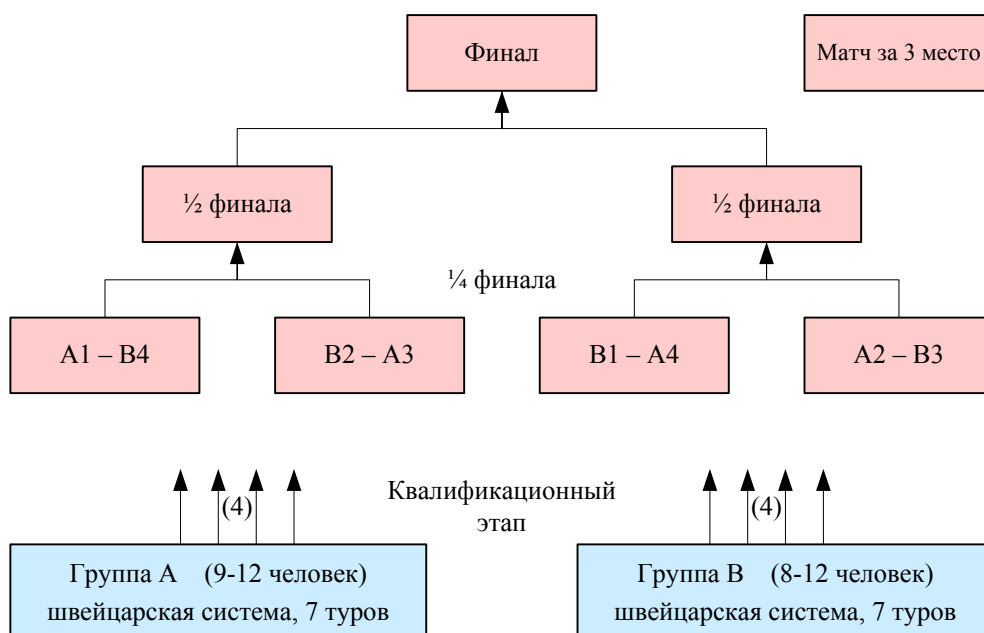 Финал
Матч за 3 место
½ финала
½ финала
¼ финала
A1 – B4
B2 – A3
B1 – A4
A2 – B3
(4)
Квалификационный
этап
(4)
Группа A (9-12 человек)
швейцарская система, 7 туров
Группа B (8-12 человек)
швейцарская система, 7 туров